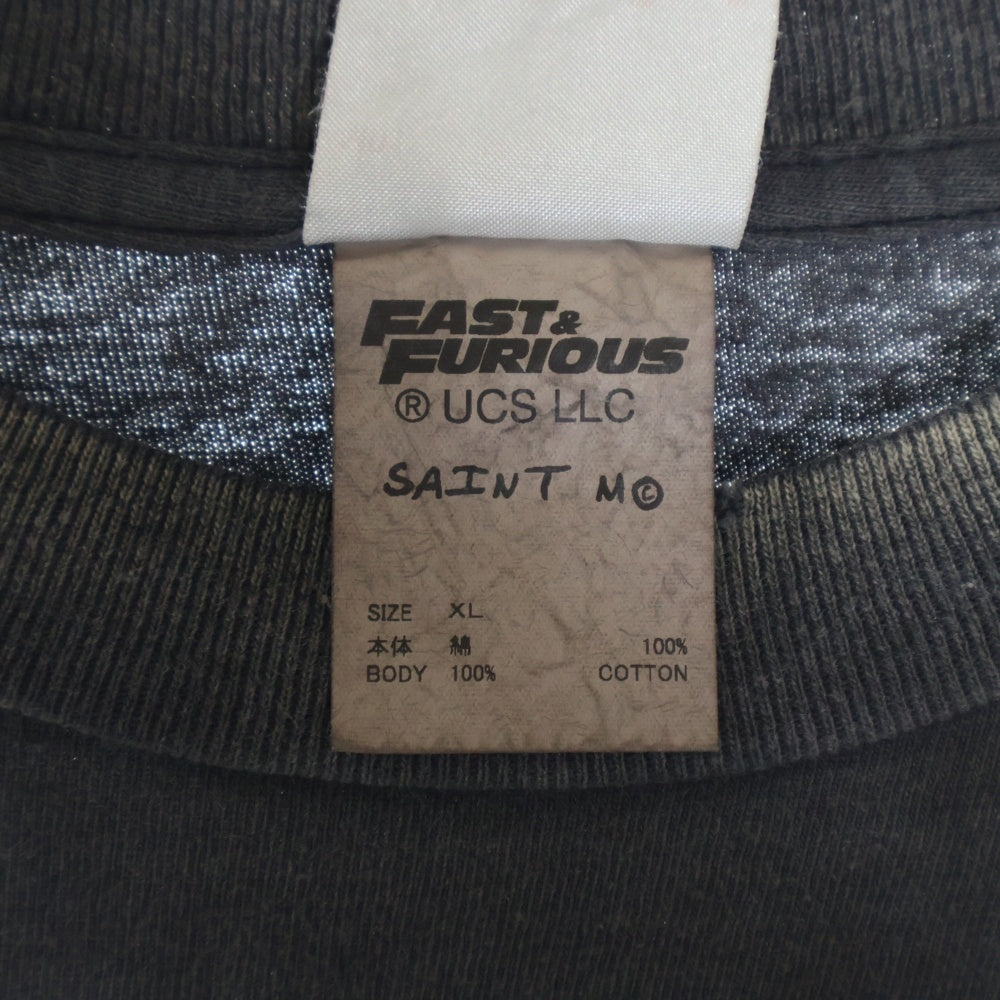 FAST &
FURIOUS
® UCS LLC
SAINT M©
SIZE XL
本体 綿 100%
BODY 100% COTTON